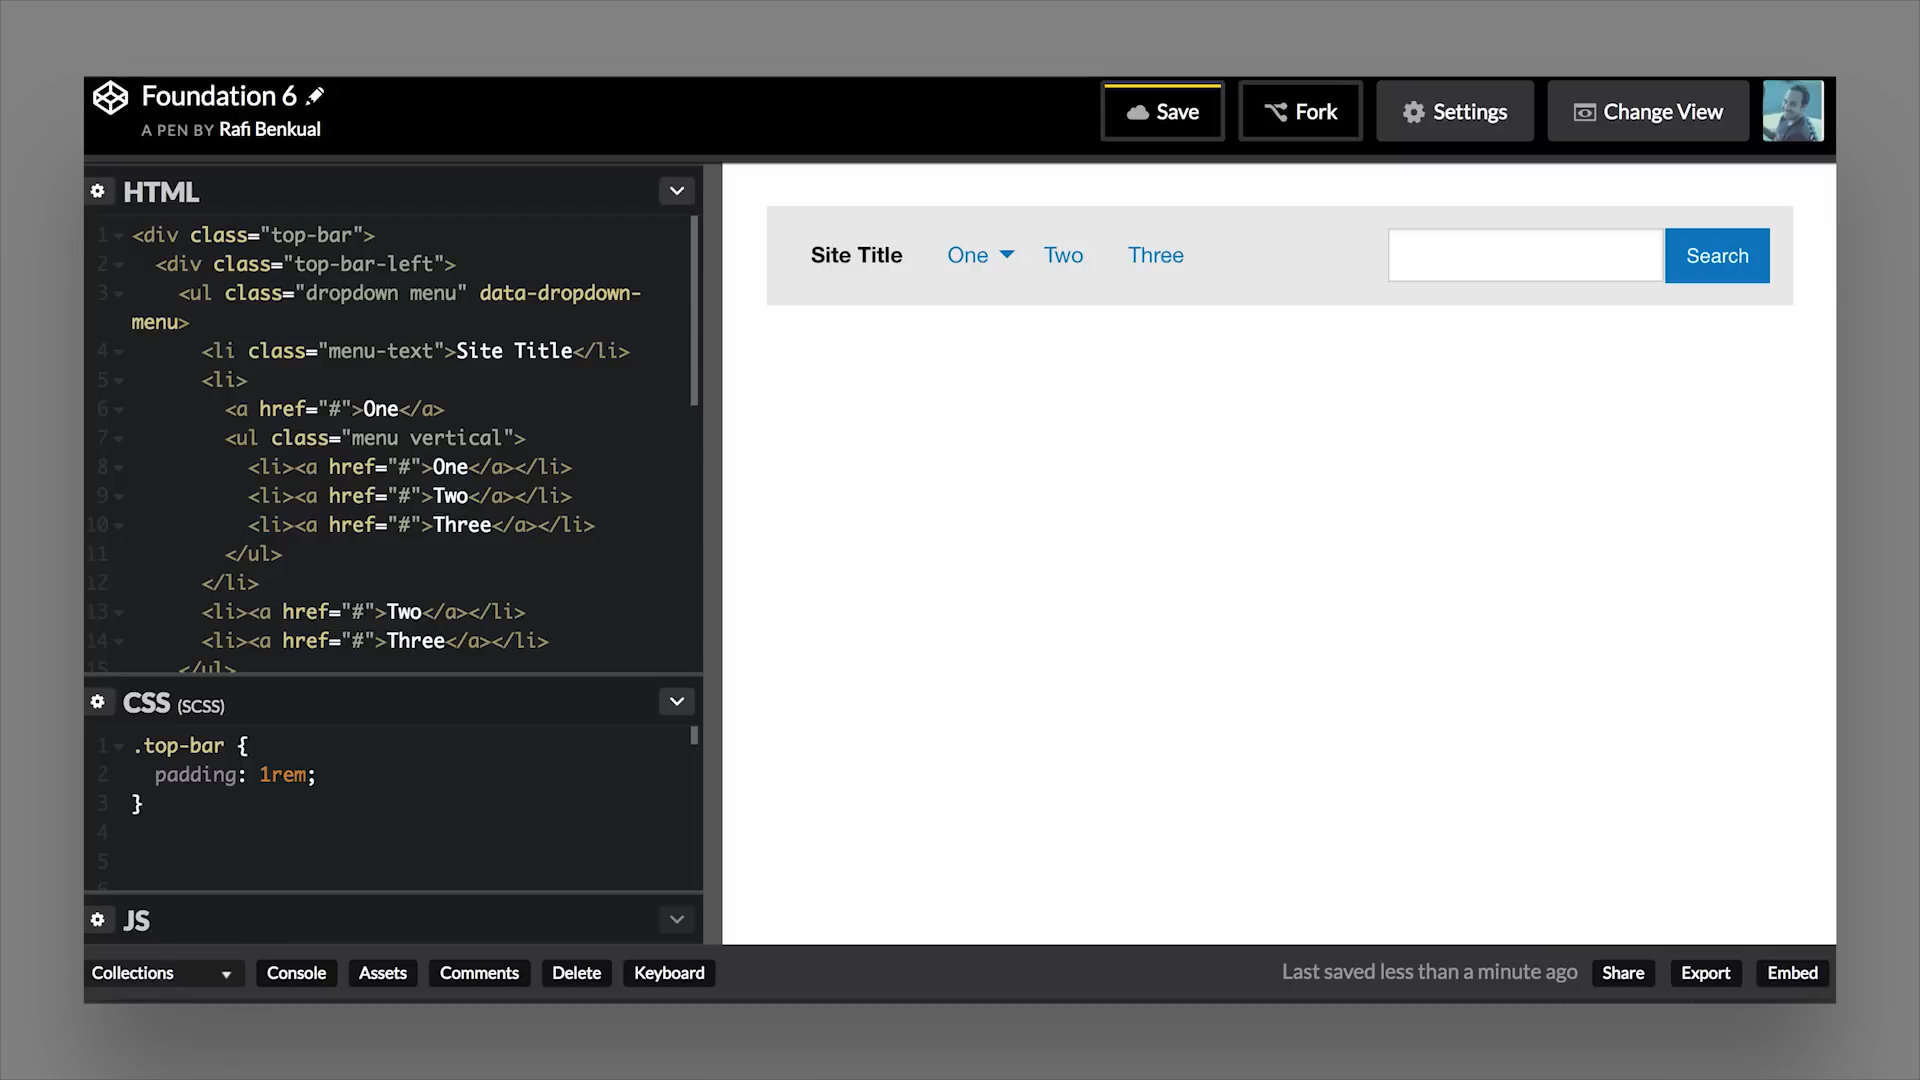 Foundation 6
A PEN BY Rafi Benkual
Save
Fork
Settings
Change View
HTML
1 <div class="top-bar">
2 <div class="top-bar-left">
3 <ul class="dropdown menu" data-dropdown-
menu>
4 <li class="menu-text">Site Title</li>
5 <li>
6 <a href="#">One</a>
7 <ul class="menu vertical">
8 <li><a href="#">One</a></li>
9 <li><a href="#">Two</a></li>
10 <li><a href="#">Three</a></li>
11 </ul>
12 </li>
13 <li><a href="#">Two</a></li>
14 <li><a href="#">Three</a></li>
15 </ul>
CSS (SCSS)
1 .top-bar {
2 padding: 1rem;
3 }
4
5
6
JS
Site Title
One
Two
Three
Search
Collections
Console
Assets
Comments
Delete
Keyboard
Last saved less than a minute ago
Share
Export
Embed